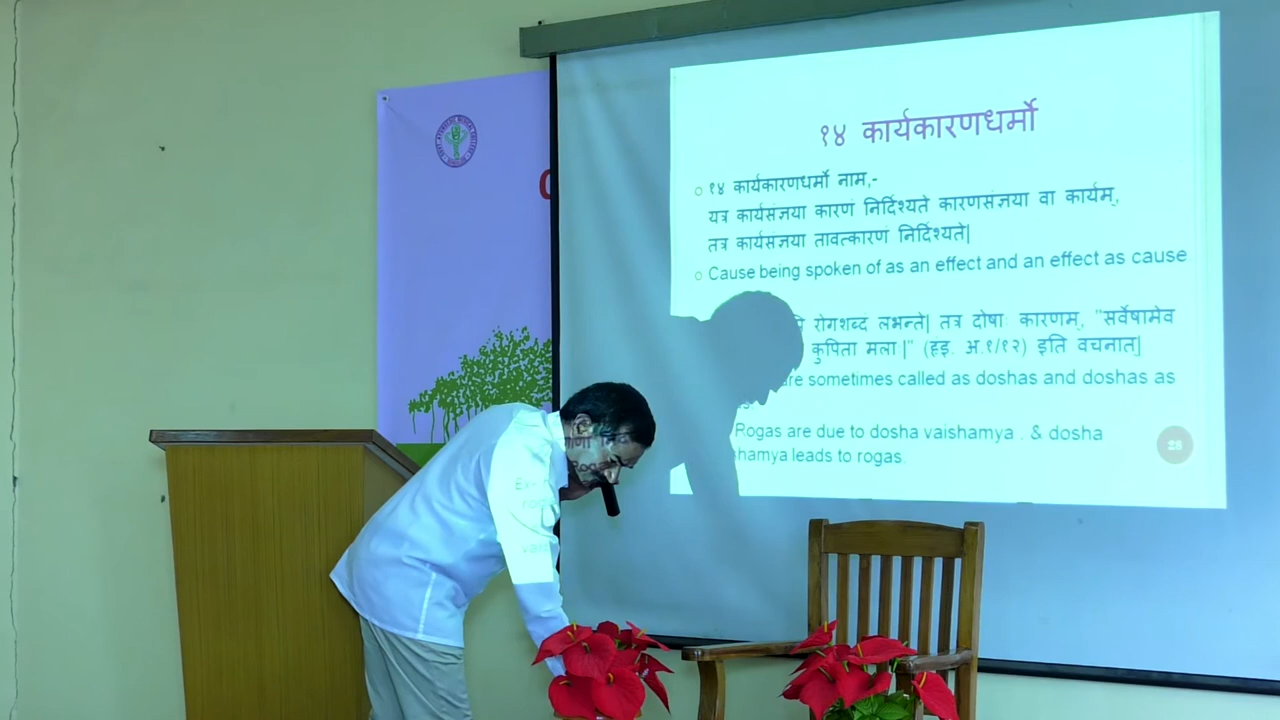 १४ कार्यकारणधर्मो
१४ कार्यकारणधर्मो नाम,-
यत्र कार्यसंज्ञया कारणं निर्दिश्यते कारणसंज्ञया वा कार्यम्,
तत्र कार्यसंज्ञया तावत्कारणं निर्दिश्यते|
Cause being spoken of as an effect and an effect as cause
रोगशब्दं लभन्ते| तत्र दोषाः कारणम्, "सर्वेषामेव
कुपिता मला |" (हृइ. अ.१/१२) इति वचनात्|
are sometimes called as doshas and doshas as
Rogas are due to dosha vaishamya . & dosha
leads to rogas.